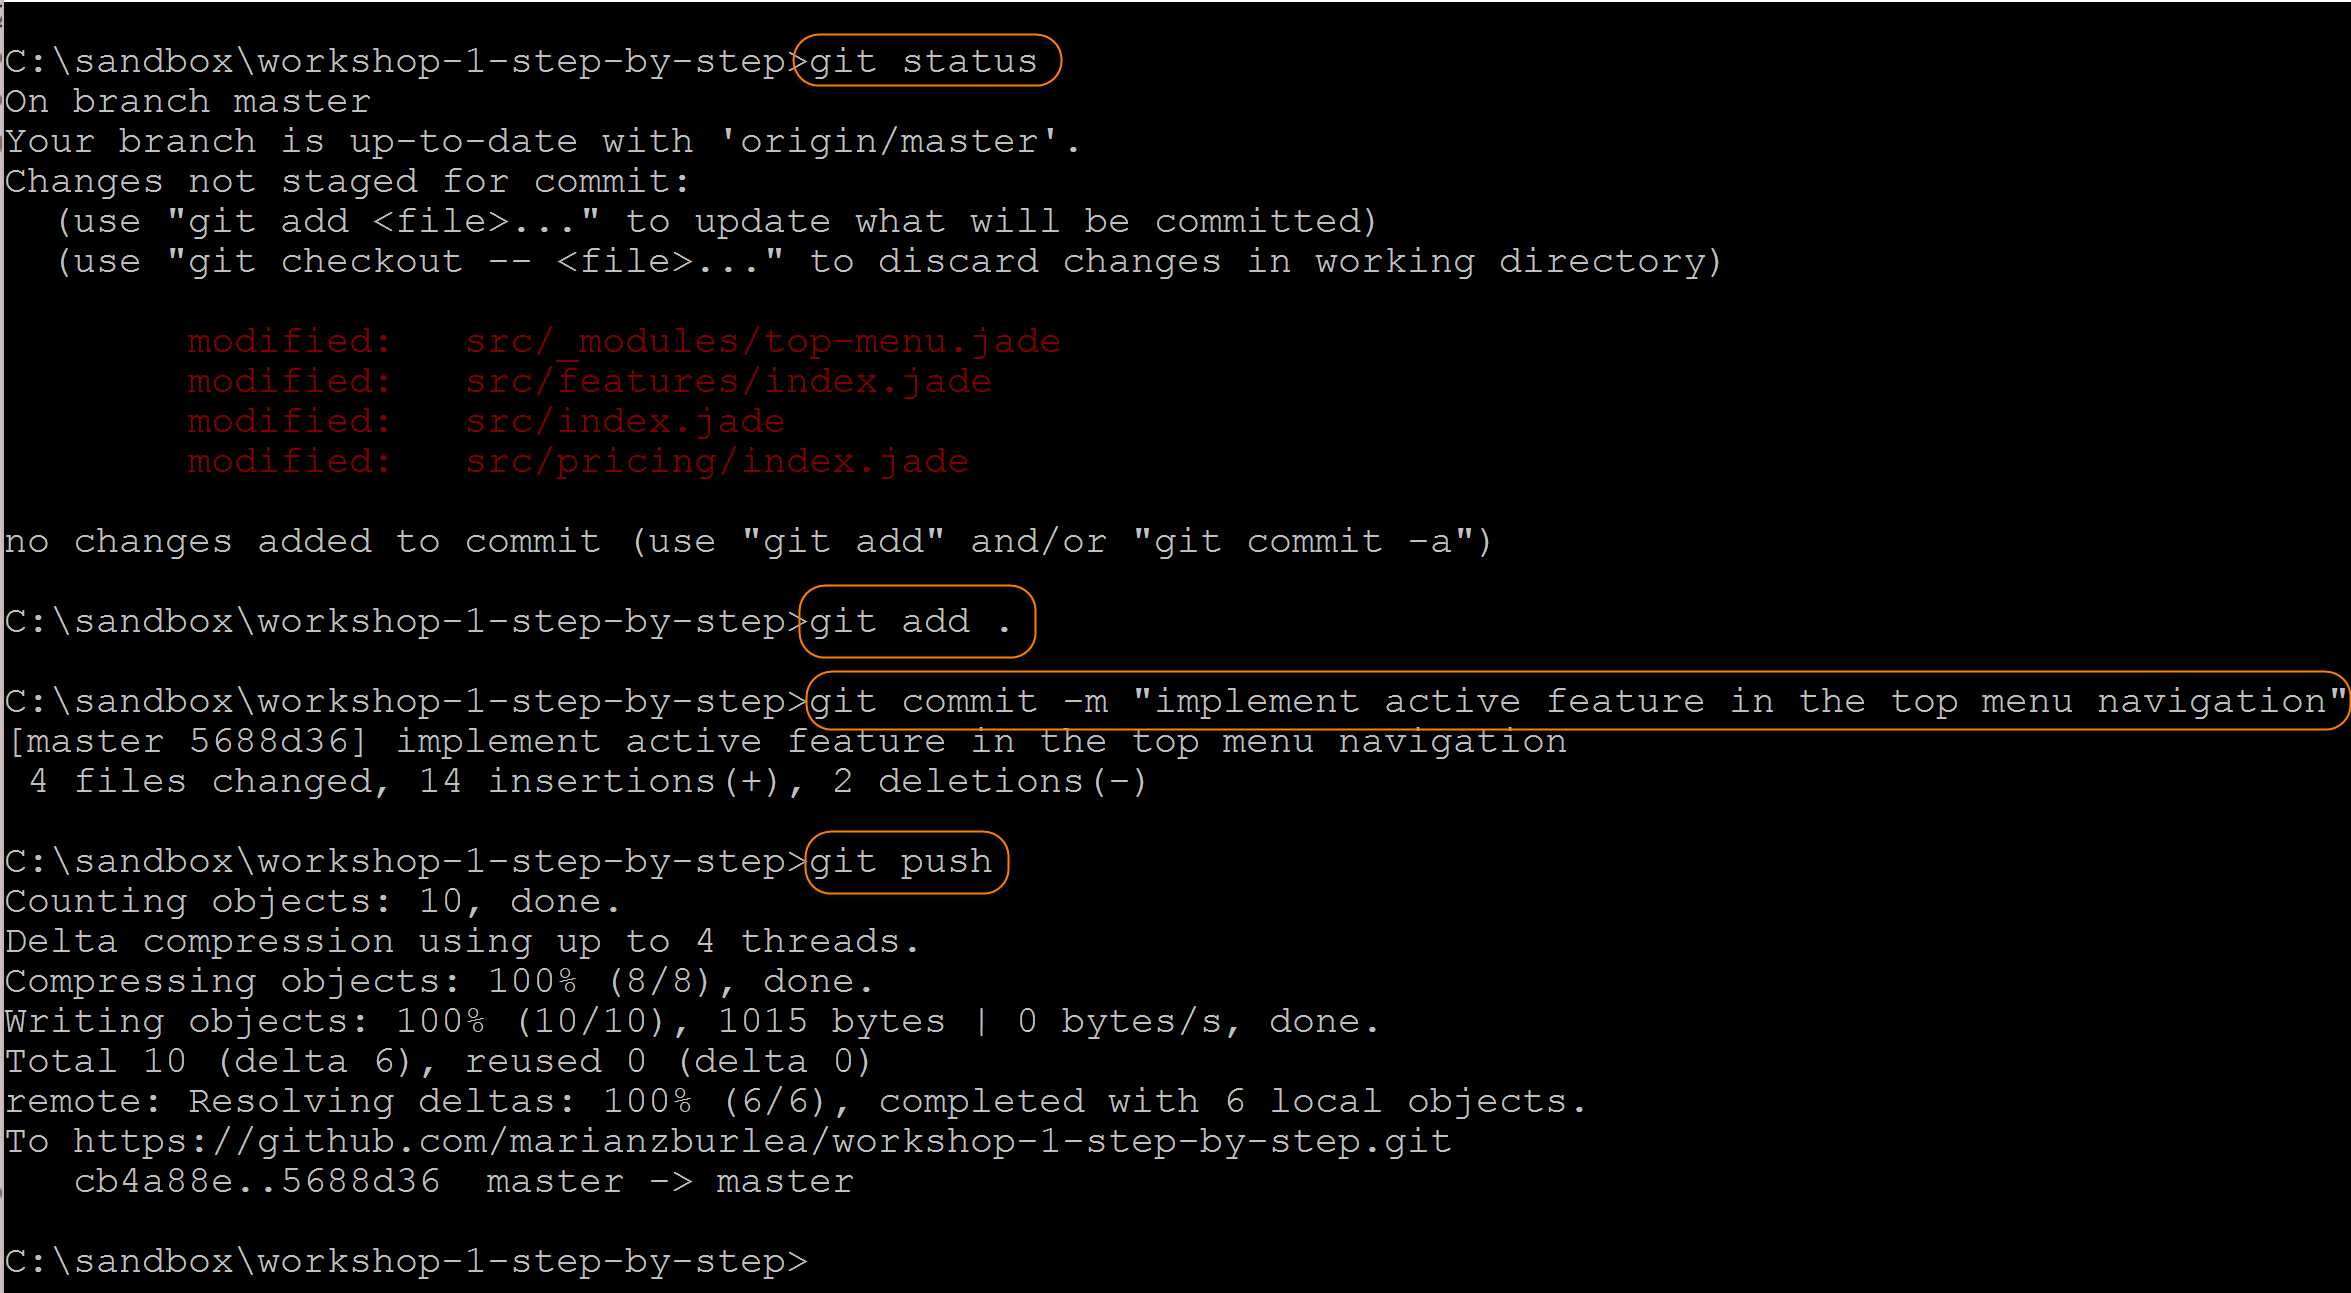 C:\sandbox\workshop-1-step-by-step>git status
On branch master
Your branch is up-to-date with 'origin/master'.
Changes not staged for commit:
  (use "git add <file>..." to update what will be committed)
  (use "git checkout -- <file>..." to discard changes in working directory)
        modified:   src/_modules/top-menu.jade
        modified:   src/features/index.jade
        modified:   src/index.jade
        modified:   src/pricing/index.jade
no changes added to commit (use "git add" and/or "git commit -a")
C:\sandbox\workshop-1-step-by-step>git add .
C:\sandbox\workshop-1-step-by-step>git commit -m "implement active feature in the top menu navigation"
[master 5688d36] implement active feature in the top menu navigation
 4 files changed, 14 insertions(+), 2 deletions(-)
C:\sandbox\workshop-1-step-by-step>git push
Counting objects: 10, done.
Delta compression using up to 4 threads.
Compressing objects: 100% (8/8), done.
Writing objects: 100% (10/10), 1015 bytes | 0 bytes/s, done.
Total 10 (delta 6), reused 0 (delta 0)
remote: Resolving deltas: 100% (6/6), completed with 6 local objects.
To https://github.com/marianzburlea/workshop-1-step-by-step.git
   cb4a88e..5688d36  master -> master
C:\sandbox\workshop-1-step-by-step>